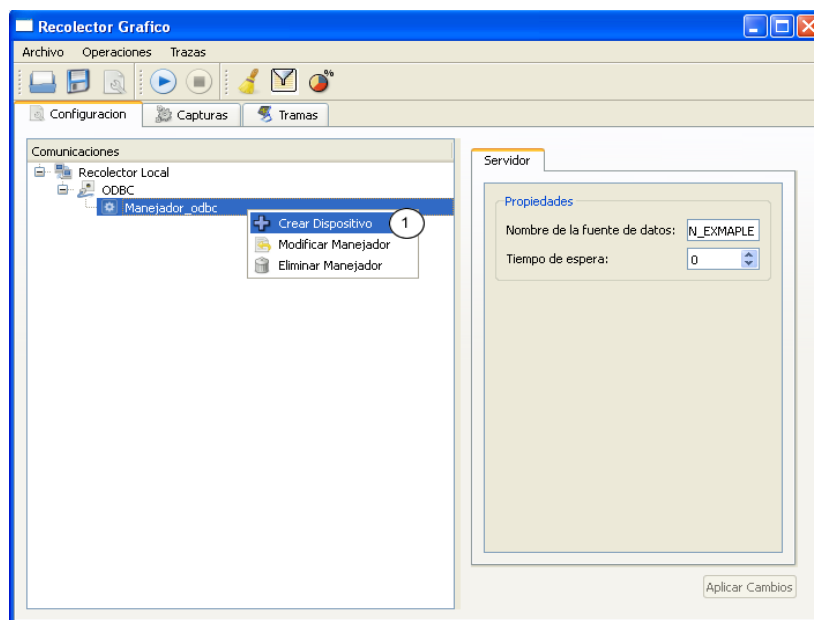 Recolector Grafico
Archivo Operaciones Trazas
%
Configuracion Capturas Tramas
Comunicaciones
Recolector Local
ODBC
Manejador_odbc
Crear Dispositivo 1
Modificar Manejador
Eliminar Manejador
Servidor
Propiedades
Nombre de la fuente de datos: N_EXMAPLE
Tiempo de espera: 0
Aplicar Cambios